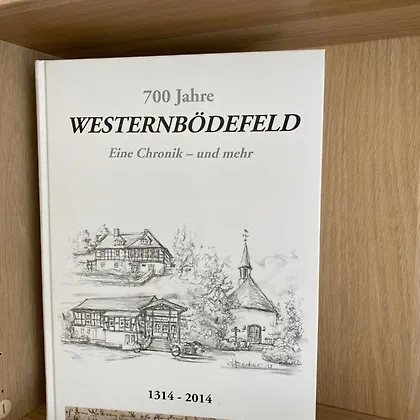 700 Jahre
WESTERNBÖDEFELD
Eine Chronik – und mehr
1314 - 2014